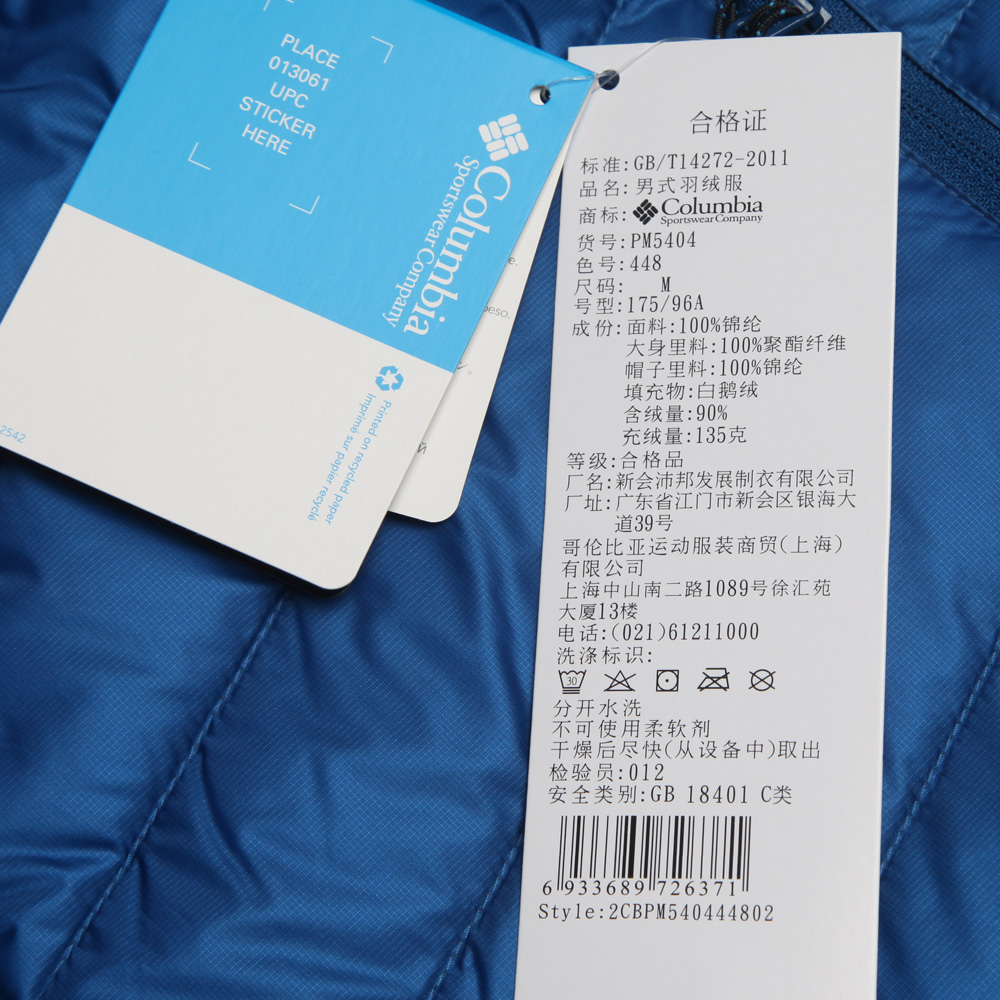 PLACE
013061
UPC
STICKER
HERE
Columbia
Sportswear Company
Printed on recycled paper
Imprimé sur papier recyclé
2542
e.
peso.
й
合格证
标准:GB/T14272-2011
品名:男式羽绒服
商标:Columbia
Sportswear Company
货号:PM5404
色号:448
尺码: M
号型:175/96A
成份:面料:100%锦纶
大身里料:100%聚酯纤维
帽子里料:100%锦纶
填充物:白鹅绒
含绒量:90%
充绒量:135克
等级:合格品
厂名:新会沛邦发展制衣有限公司
厂址:广东省江门市新会区银海大
道39号
哥伦比亚运动服装商贸(上海)
有限公司
上海中山南二路1089号徐汇苑
大厦13楼
电话:(021)61211000
洗涤标识:
30
分开水洗
不可使用柔软剂
干燥后尽快(从设备中)取出
检验员:012
安全类别:GB 18401 C类
6 933689 726371
Style:2CBPM540444802